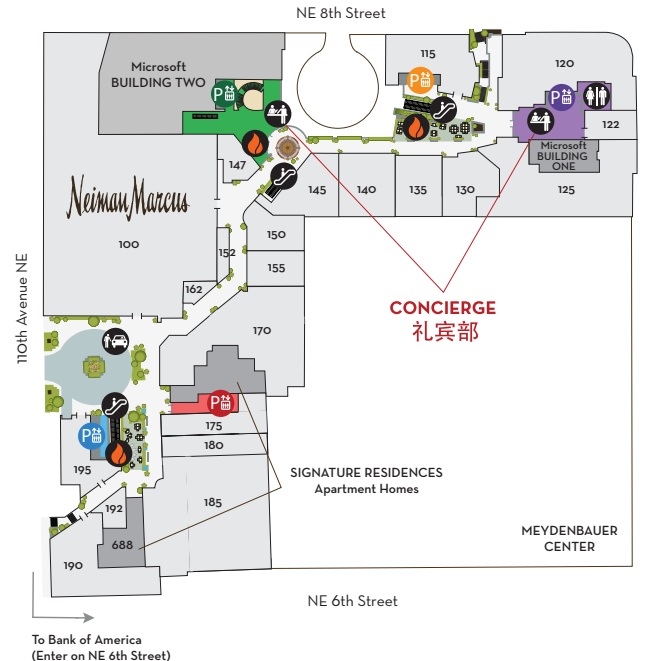 NE 8th Street
Microsoft
BUILDING TWO
P
115
P
120
P
122
Microsoft
BUILDING
ONE
125
147
145
140
135
130
Neiman Marcus
100
150
152
155
162
CONCIERGE
礼宾部
110th Avenue NE
170
P
175
180
P
195
SIGNATURE RESIDENCES
Apartment Homes
192
185
688
190
MEYDENBAUER
CENTER
NE 6th Street
To Bank of America
(Enter on NE 6th Street)